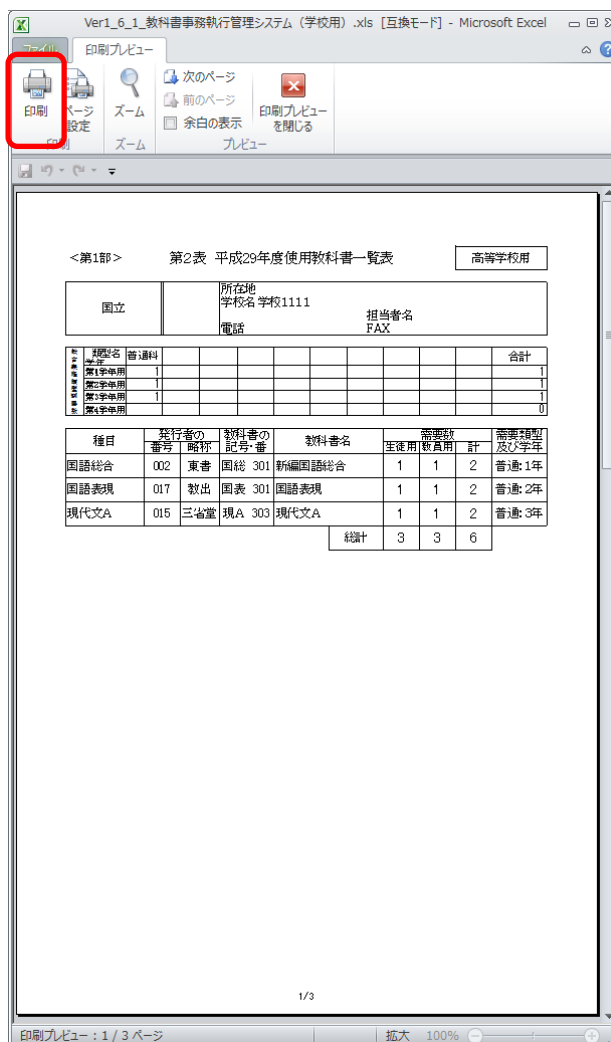 Ver1_6_1_教科書事務執行管理システム（学校用）.xls [互換モード] - Microsoft Excel
ファイル 印刷プレビュー
印刷 ページ設定 ズーム 次のページ 前のページ 余白の表示 印刷プレビューを閉じる
印刷 ズーム プレビュー
<第1部> 第2表 平成29年度使用教科書一覧表 高等学校用
国立 所在地
学校名 学校1111
担当者名
電話 FAX
類型名 普通科 合計
学年
第1学年用 1 1
第2学年用 1 1
第3学年用 1 1
第4学年用 0
種目 発行者の 教科書の 教科書名 需要数 需要類型
番号 略称 記号・番 生徒用 教員用 計 及び学年
国語総合 002 東書 国総 301 新編国語総合 1 1 2 普通:1年
国語表現 017 教出 国表 301 国語表現 1 1 2 普通:2年
現代文A 015 三省堂 現A 303 現代文A 1 1 2 普通:3年
総計 3 3 6
1/3
印刷プレビュー：1 / 3 ページ 拡大 100%